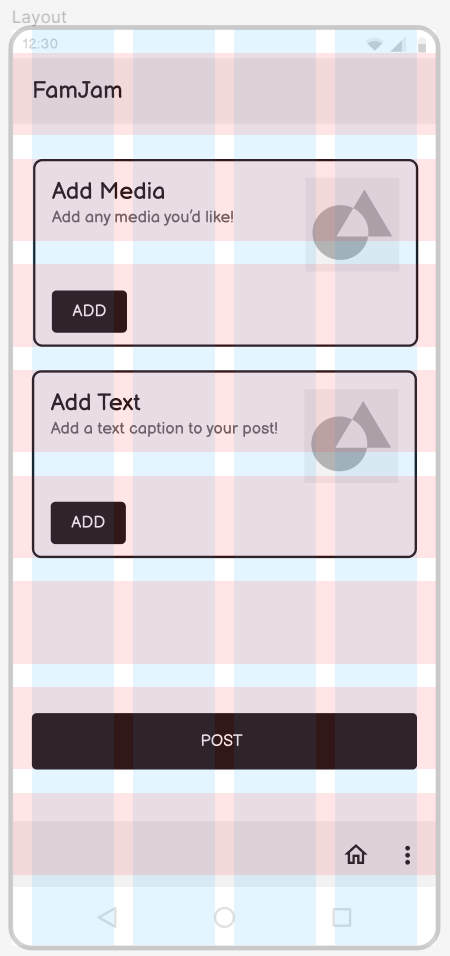 Layout
12:30
FamJam
Add Media
Add any media you'd like!
ADD
Add Text
Add a text caption to your post!
ADD
POST